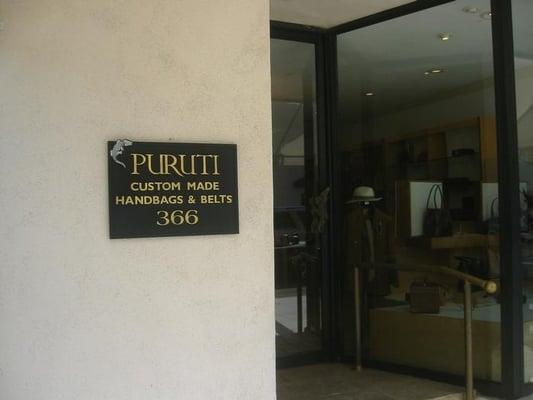 PURUTI
CUSTOM MADE
HANDBAGS & BELTS
366